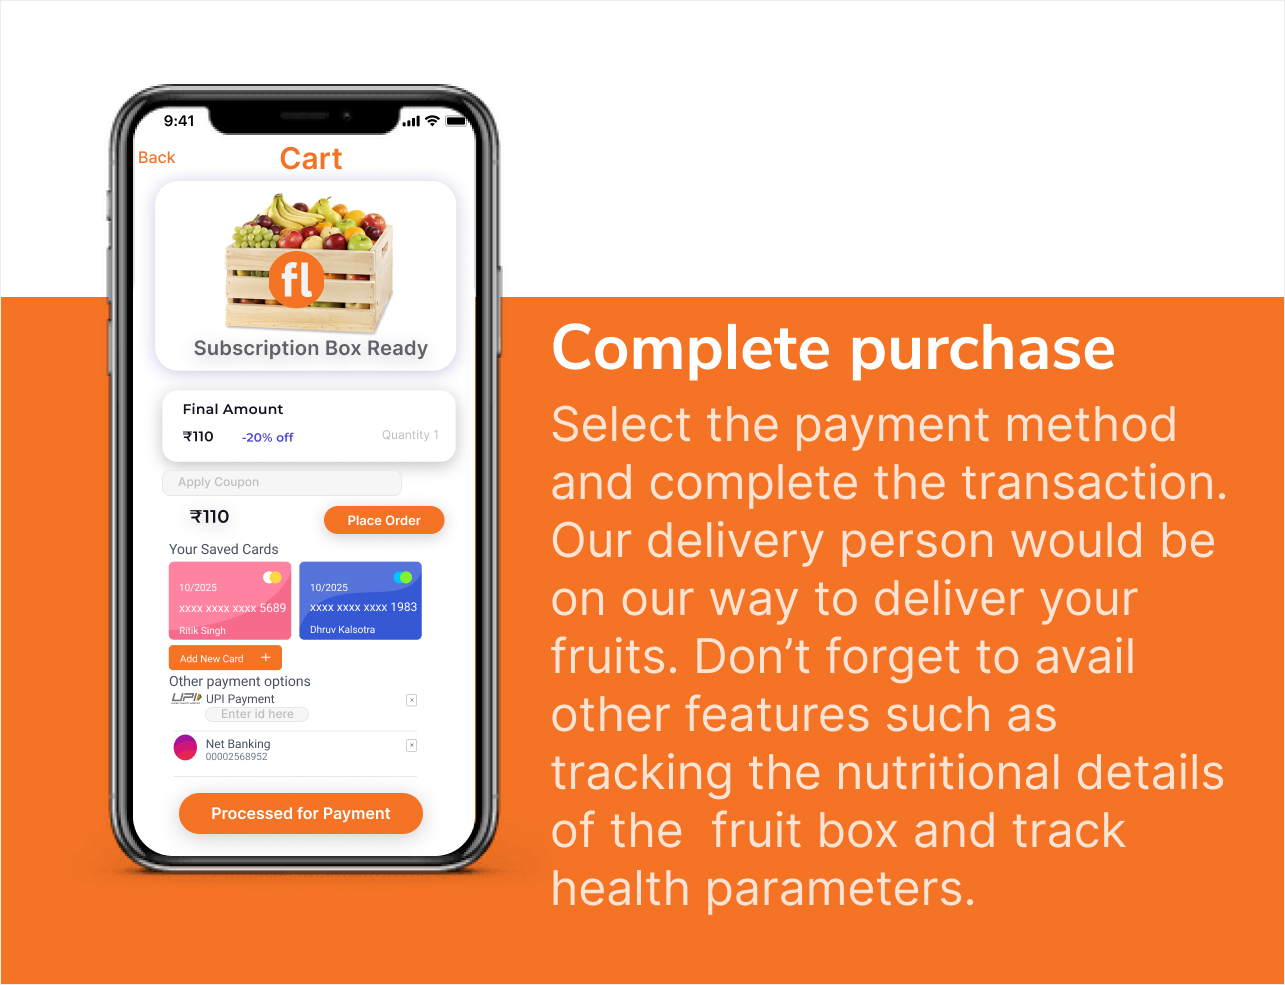 9:41
Back
Cart
fl
Subscription Box Ready
Final Amount
₹110 -20% off Quantity 1
Apply Coupon
₹110 Place Order
Your Saved Cards
10/2025
xxxx xxxx xxxx 5689
Ritik Singh
10/2025
xxxx xxxx xxxx 1983
Dhruv Kalsotra
Add New Card +
Other payment options
UPI UPI Payment
Enter id here
Net Banking
00002568952
Processed for Payment
Complete purchase
Select the payment method
and complete the transaction.
Our delivery person would be
on our way to deliver your
fruits. Don’t forget to avail
other features such as
tracking the nutritional details
of the  fruit box and track
health parameters.